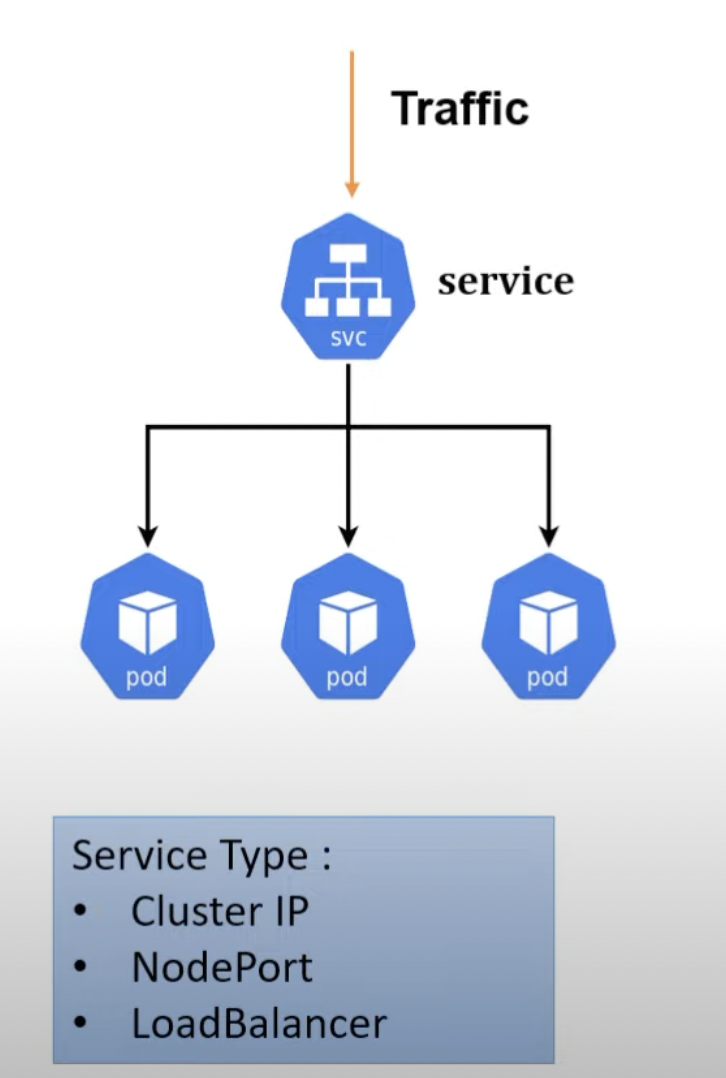 Traffic
service
svc
pod pod pod
Service Type :
• Cluster IP
• NodePort
• LoadBalancer